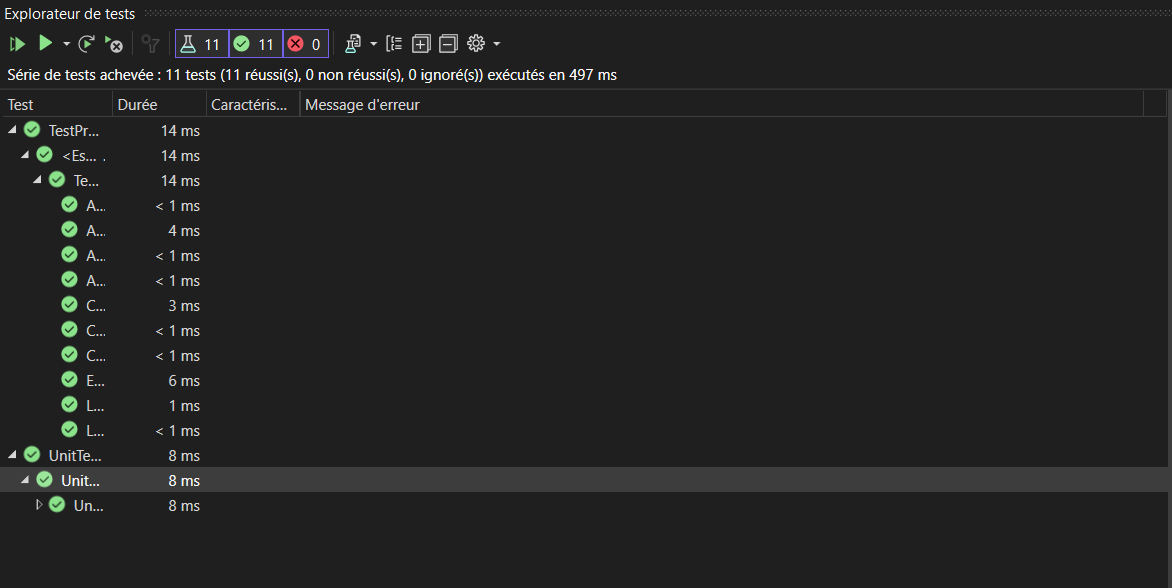 Explorateur de tests
11 11 0
Série de tests achevée : 11 tests (11 réussi(s), 0 non réussi(s), 0 ignoré(s)) exécutés en 497 ms
Test Durée Caractéris... Message d'erreur
TestPr... 14 ms
<Es... . 14 ms
Te... 14 ms
A... < 1 ms
A... 4 ms
A... < 1 ms
A... < 1 ms
C... 3 ms
C... < 1 ms
C... < 1 ms
E... 6 ms
L... 1 ms
L... < 1 ms
UnitTe... 8 ms
Unit... 8 ms
Un... 8 ms